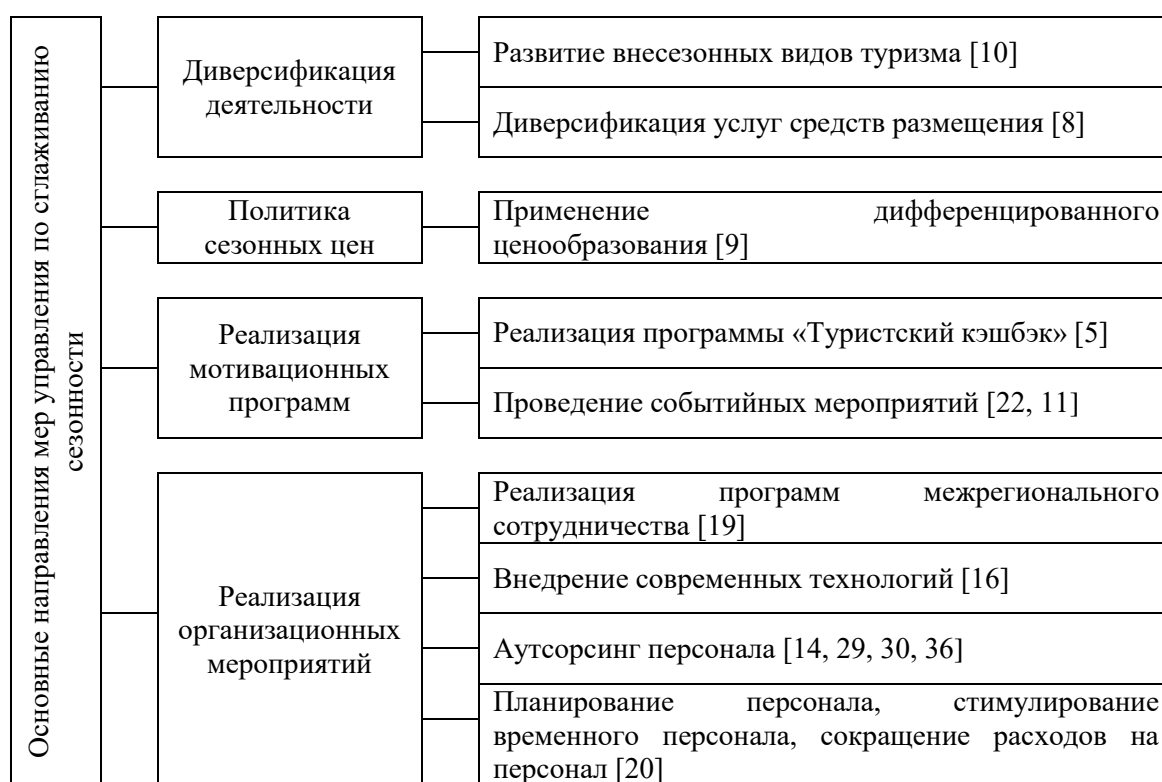 Основные направления мер управления по сглаживанию
сезонности
Диверсификация
деятельности
Развитие внесезонных видов туризма [10]
Диверсификация услуг средств размещения [8]
Политика
сезонных цен
Применение дифференцированного
ценообразования [9]
Реализация
мотивационных
программ
Реализация программы «Туристский кэшбэк» [5]
Проведение событийных мероприятий [22, 11]
Реализация
организационных
мероприятий
Реализация программ межрегионального
сотрудничества [19]
Внедрение современных технологий [16]
Аутсорсинг персонала [14, 29, 30, 36]
Планирование персонала, стимулирование
временного персонала, сокращение расходов на
персонал [20]